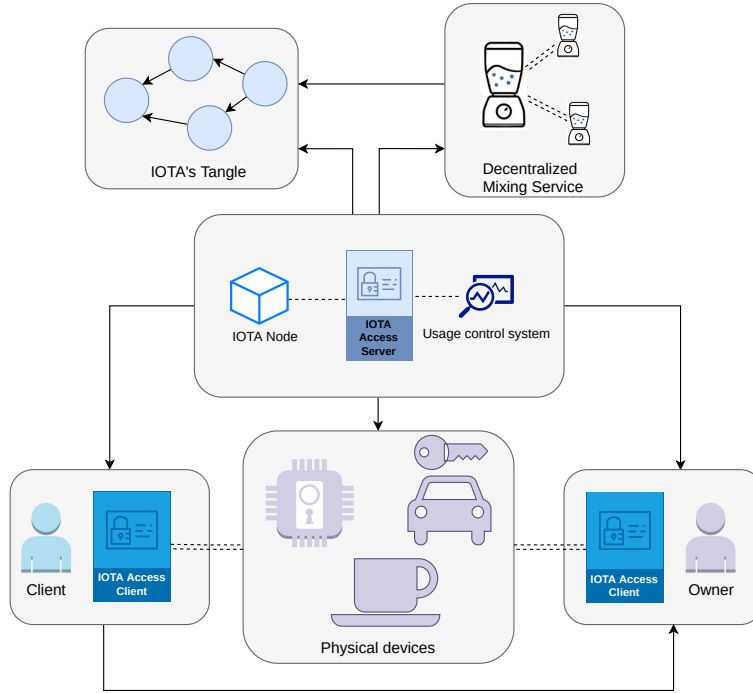 IOTA's Tangle
Decentralized
Mixing Service
IOTA Node
IOTA
Access
Server
Usage control system
Client
IOTA Access
Client
Physical devices
IOTA Access
Client
Owner